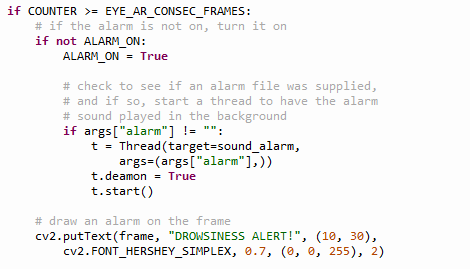 if COUNTER >= EYE_AR_CONSEC_FRAMES:
    # if the alarm is not on, turn it on
    if not ALARM_ON:
        ALARM_ON = True

        # check to see if an alarm file was supplied,
        # and if so, start a thread to have the alarm
        # sound played in the background
        if args["alarm"] != "":
            t = Thread(target=sound_alarm,
                args=(args["alarm"],))
            t.deamon = True
            t.start()

    # draw an alarm on the frame
    cv2.putText(frame, "DROWSINESS ALERT!", (10, 30),
        cv2.FONT_HERSHEY_SIMPLEX, 0.7, (0, 0, 255), 2)